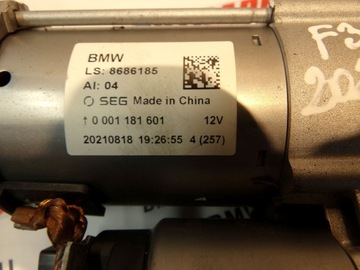 BMW
LS: 8686185
AI: 04
SEG Made in China
↑ 0 001 181 601 12V
20210818 19:26:55 4 (257)
F3